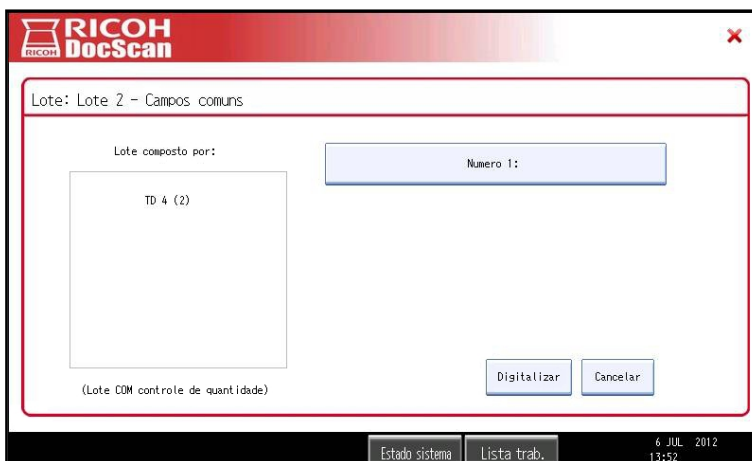 RICOH
RICOH DocScan
Lote: Lote 2 - Campos comuns
Lote composto por:
Numero 1:
TD 4 (2)
Digitalizar
Cancelar
(Lote COM controle de quantidade)
Estado sistema
Lista trab.
6 JUL 2012
13:52